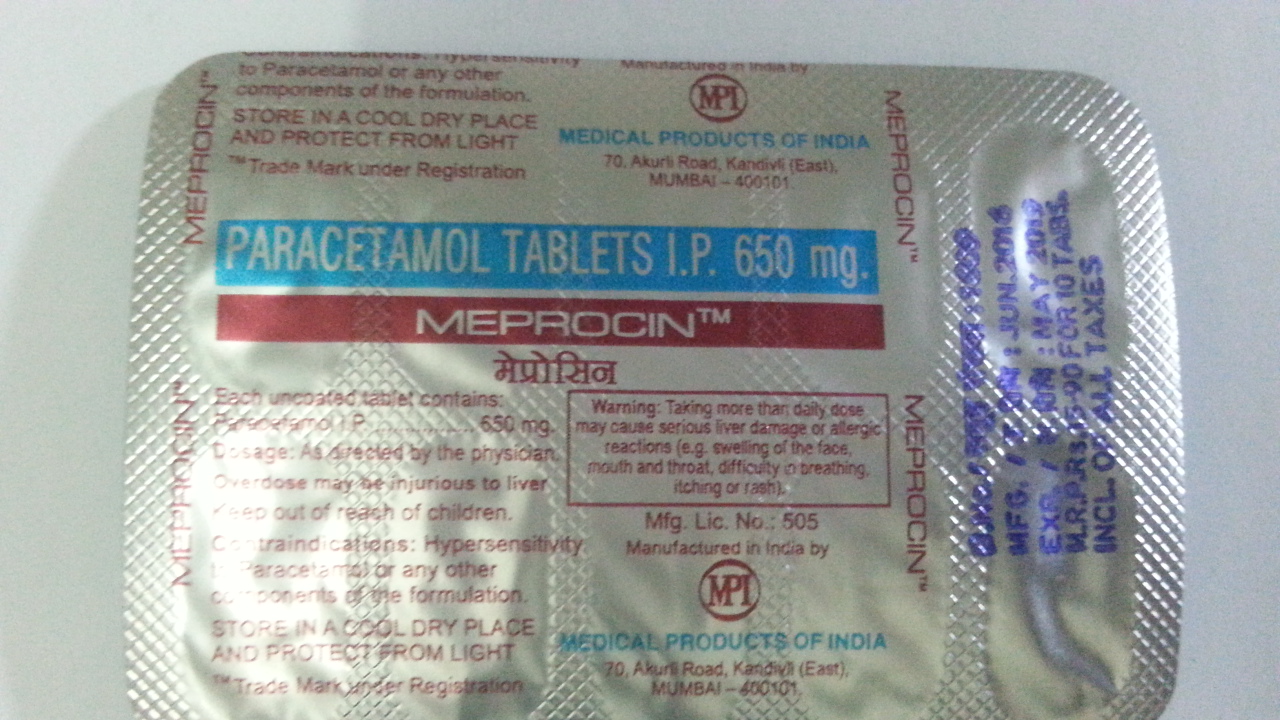 Contraindications: Hypersensitivity
to Paracetamol or any other
components of the formulation.
STORE IN A COOL DRY PLACE
AND PROTECT FROM LIGHT
™Trade Mark under Registration
Manufactured in India by
MPI
MEDICAL PRODUCTS OF INDIA
70, Akurli Road, Kandivli (East),
MUMBAI – 400101.
MEPROCIN™
MEPROCIN™
PARACETAMOL TABLETS I.P. 650 mg.
MEPROCIN™
मेप्रोसिन
Each uncoated tablet contains:
Paracetamol I.P. ................ 650 mg.
Dosage: As directed by the physician.
Overdose may be injurious to liver
Keep out of reach of children.
Contraindications: Hypersensitivity
to Paracetamol or any other
components of the formulation.
STORE IN A COOL DRY PLACE
AND PROTECT FROM LIGHT
™Trade Mark under Registration
Warning: Taking more than daily dose
may cause serious liver damage or allergic
reactions (e.g. swelling of the face,
mouth and throat, difficulty in breathing,
itching or rash).
Mfg. Lic. No.: 505
Manufactured in India by
MPI
MEDICAL PRODUCTS OF INDIA
70, Akurli Road, Kandivli (East),
MUMBAI – 400101.
MEPROCIN™
MEPROCIN™
MFG. : JUN.2016
EXP. : MAY
M.R.P.Rs. FOR 10 TABS.
INCL. OF ALL TAXES